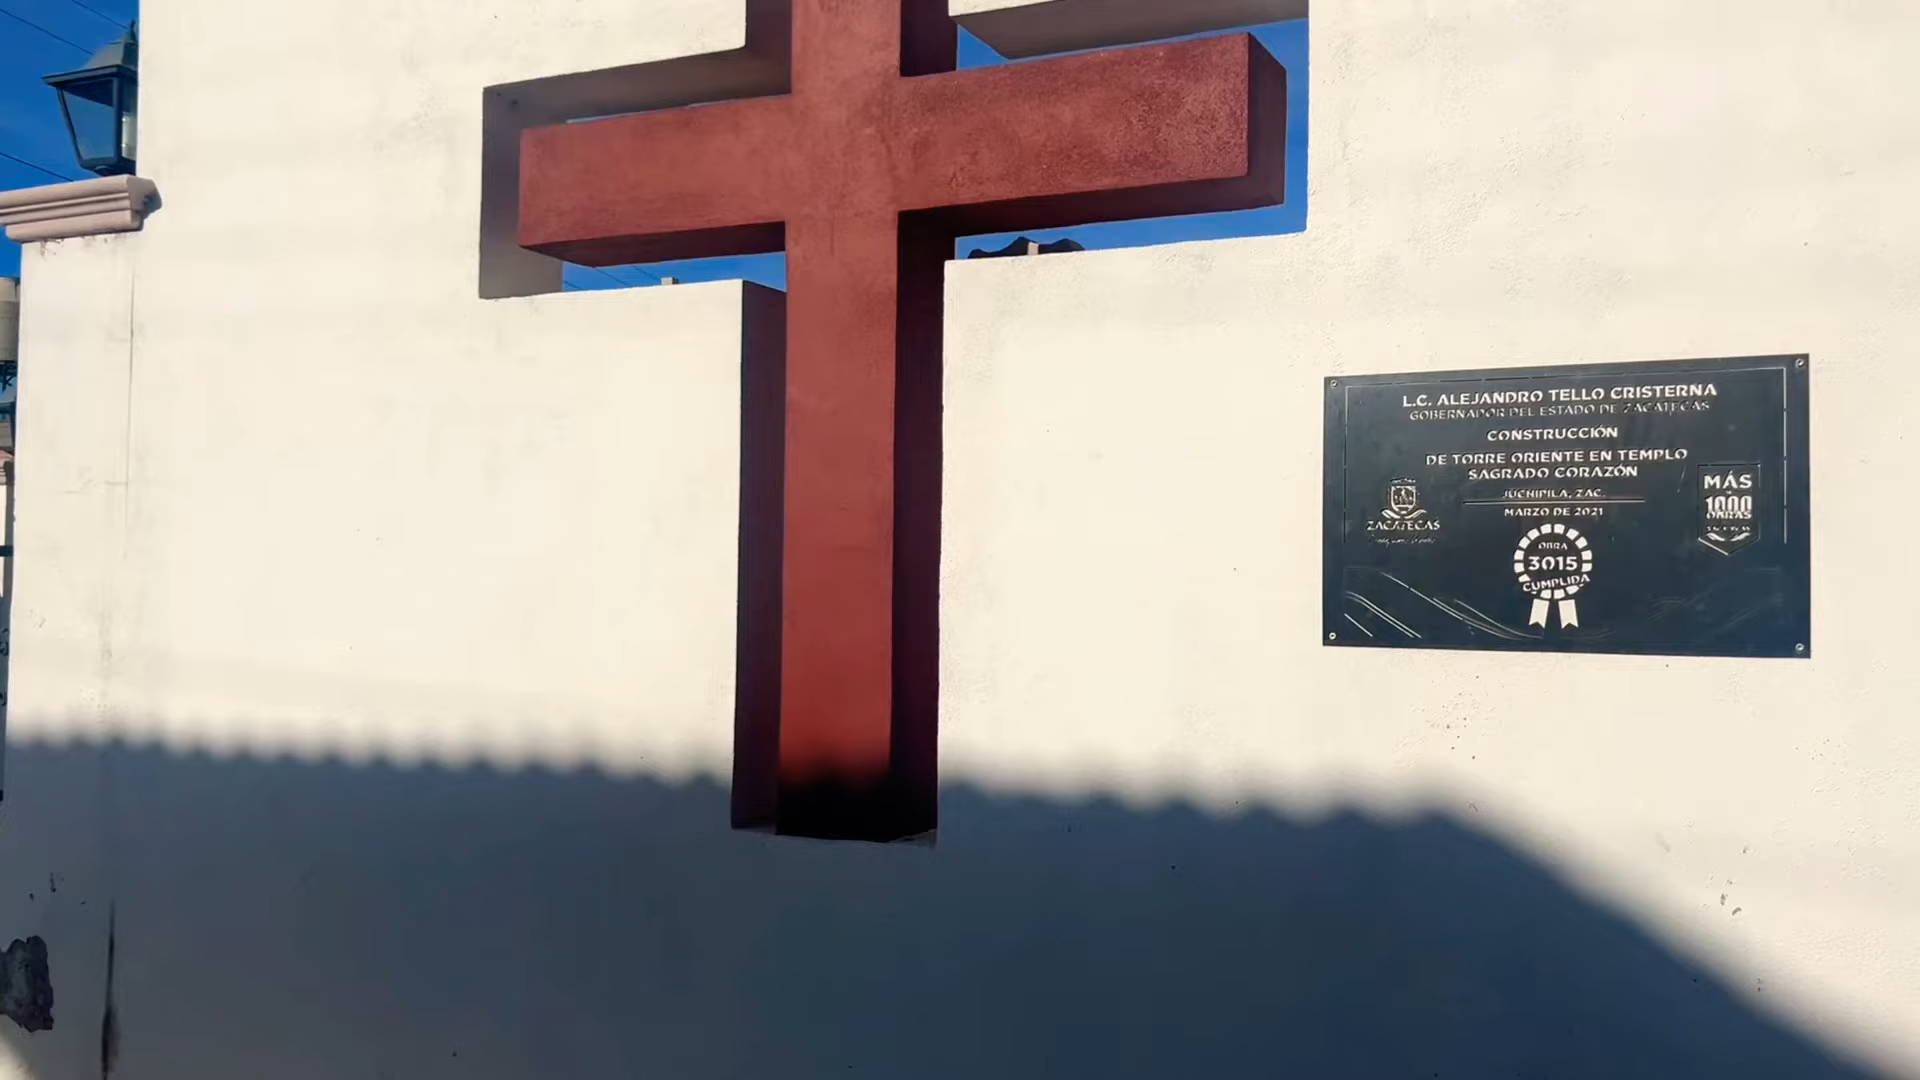 L.C. ALEJANDRO TELLO CRISTERNA
GOBERNADOR DEL ESTADO DE ZACATECAS
CONSTRUCCIÓN
DE TORRE ORIENTE EN TEMPLO
SAGRADO CORAZÓN
JUCHIPILA, ZAC.
MARZO DE 2021
ZACATECAS
MÁS
1000
OBRAS
OBRA
3015
CUMPLIDA